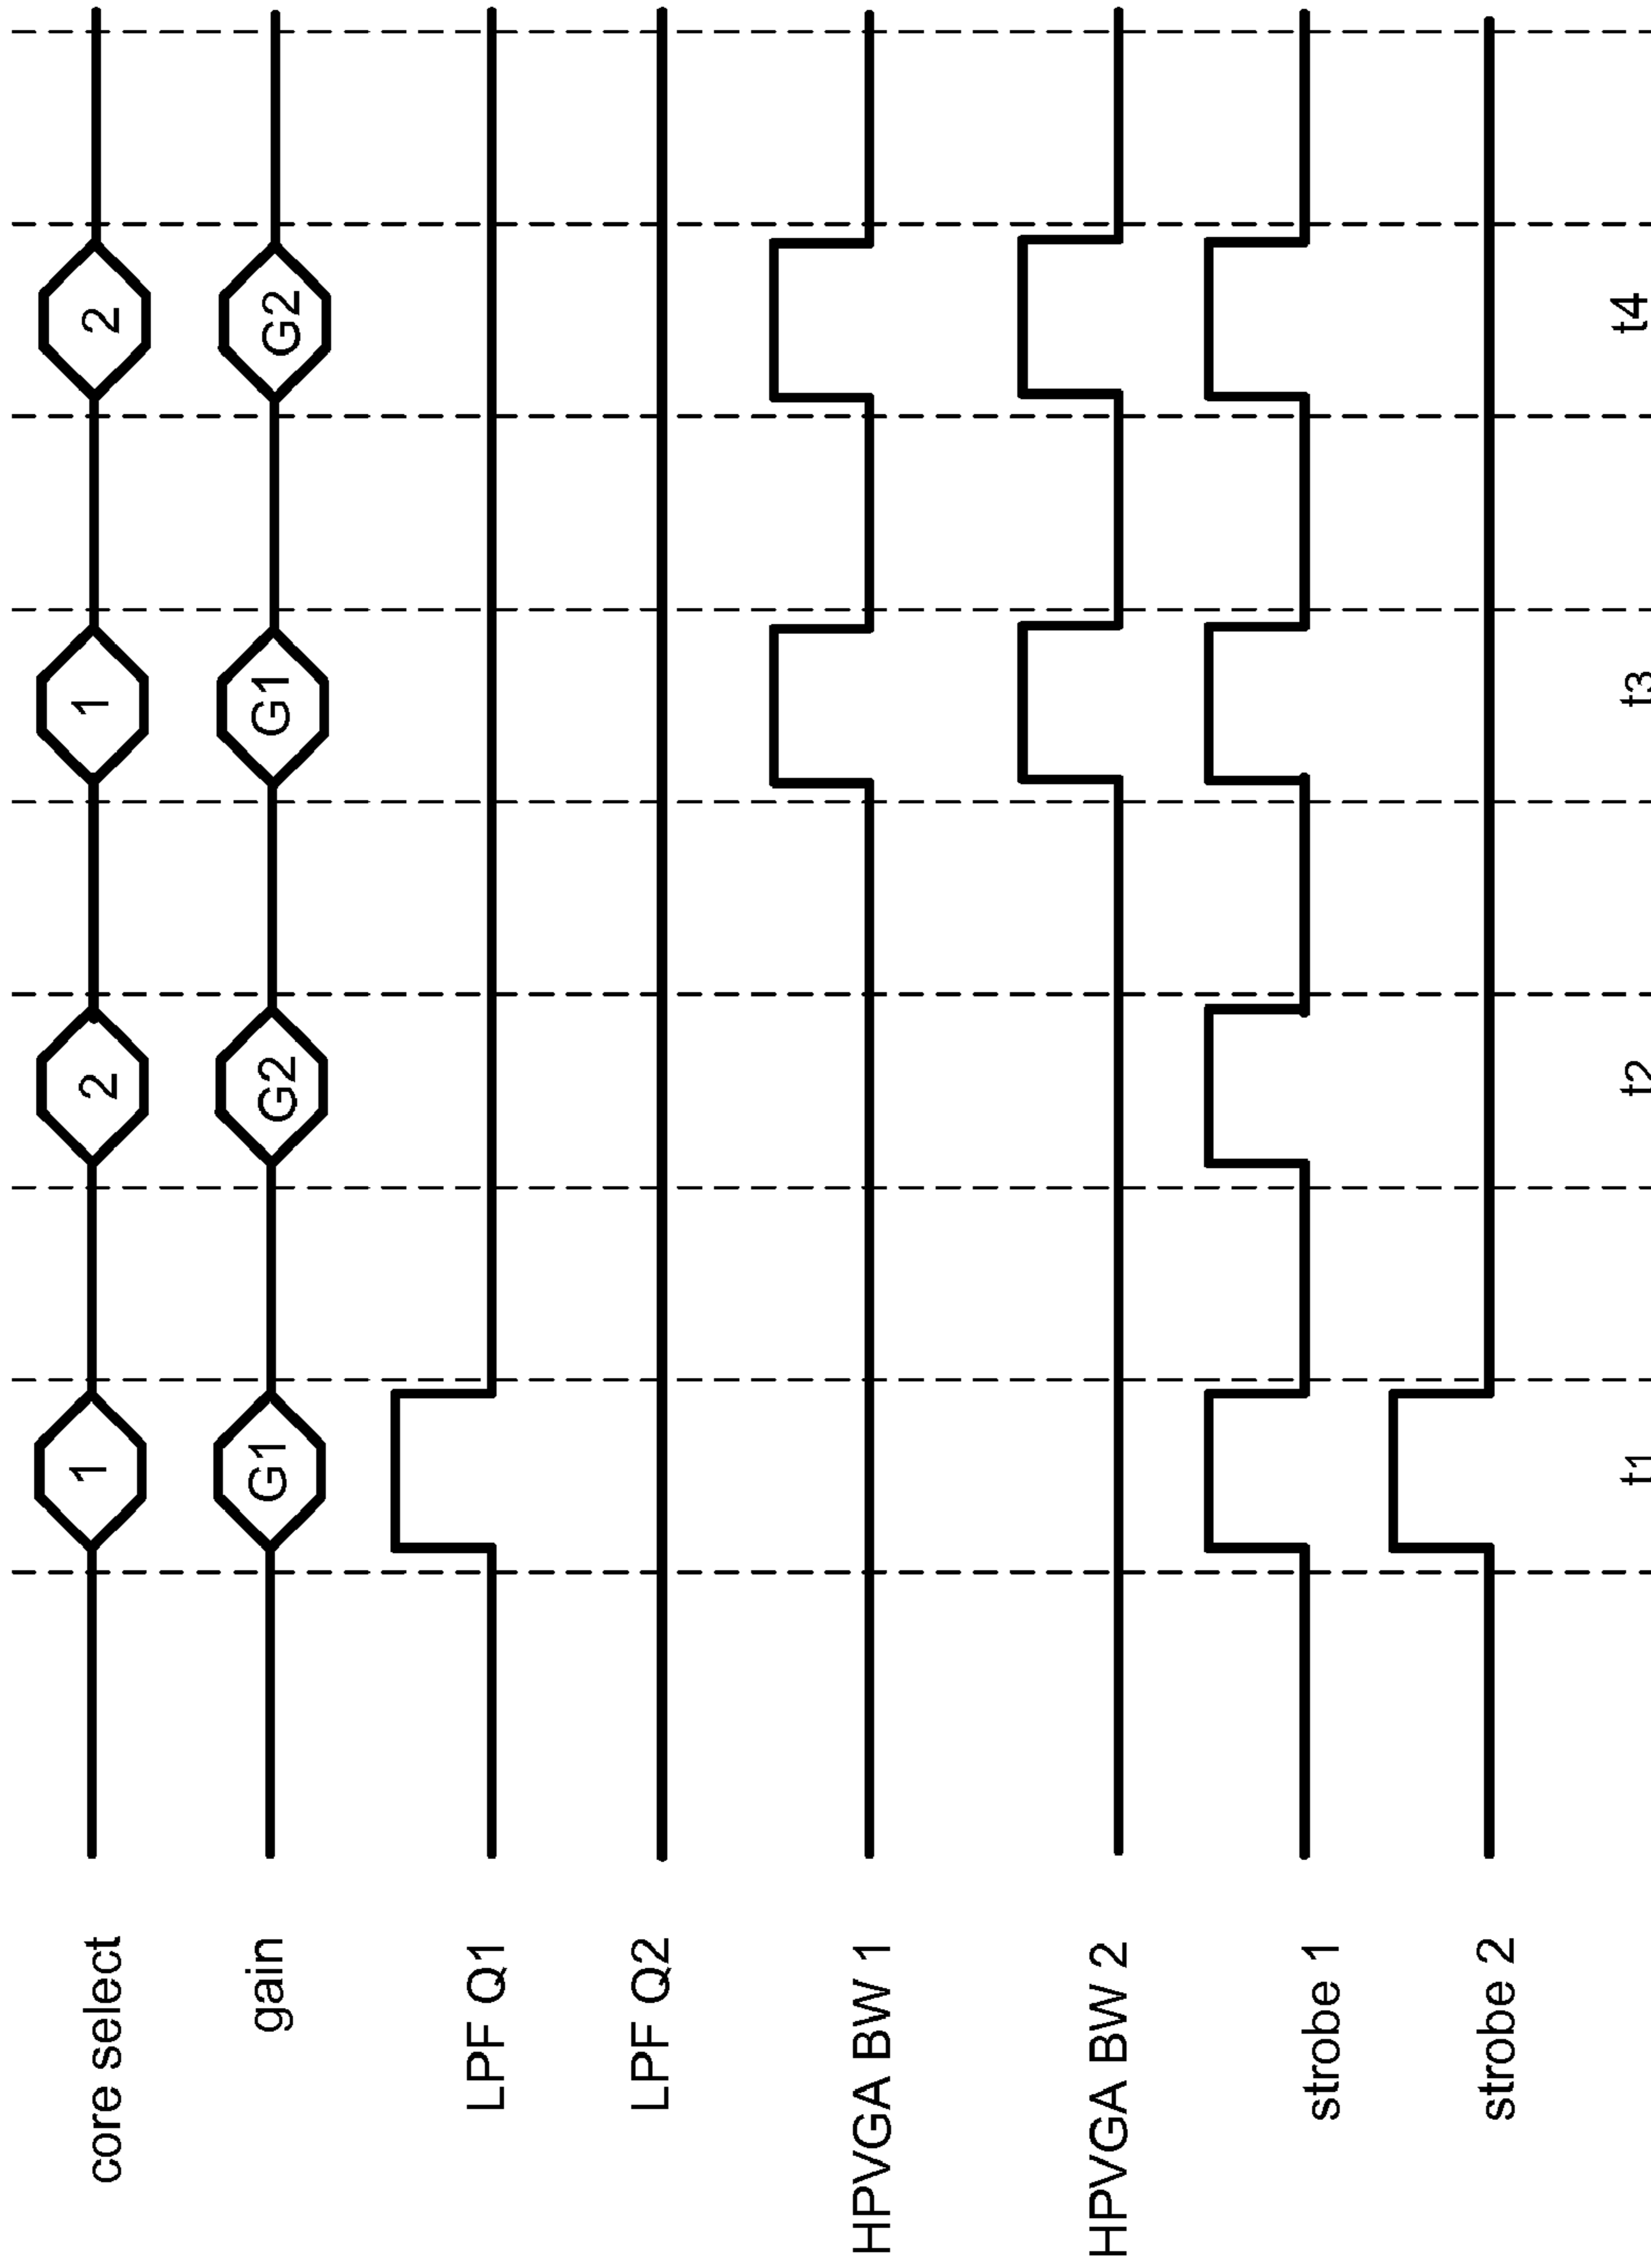 core select 1 2 1 2
gain G1 G2 G1 G2
LPF Q1
LPF Q2
HPVGA BW 1
HPVGA BW 2
strobe 1
strobe 2
t1 t2 t3 t4